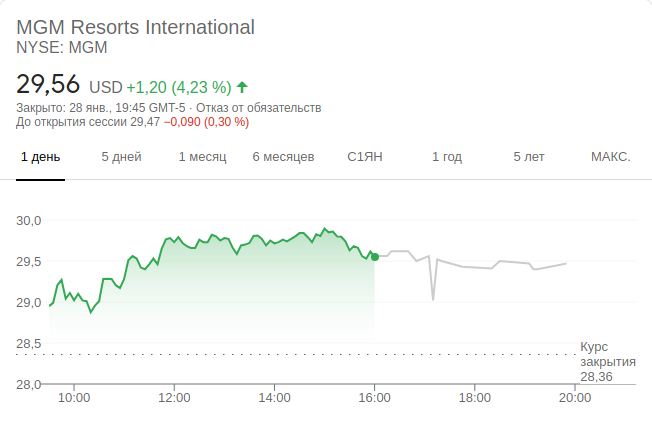 MGM Resorts International
NYSE: MGM
29,56 USD +1,20 (4,23 %)
Закрыто: 28 янв., 19:45 GMT-5 · Отказ от обязательств
До открытия сессии 29,47 −0,090 (0,30 %)
1 день 5 дней 1 месяц 6 месяцев С1ЯН 1 год 5 лет МАКС.
30,0
29,5
29,0
28,5
28,0
Курс
закрытия
28,36
10:00 12:00 14:00 16:00 18:00 20:00